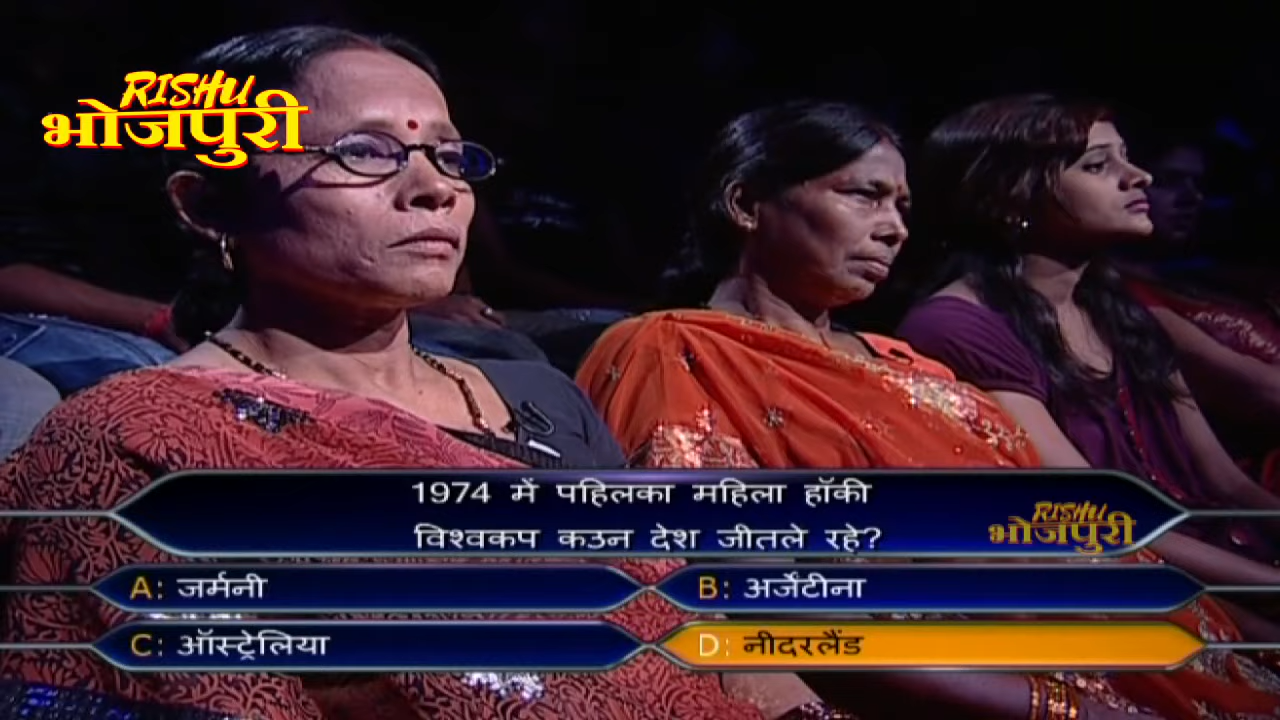 RISHU
भोजपुरी
1974 में पहिलका महिला हॉकी
विश्वकप कउन देश जीतले रहे?
RISHU
भोजपुरी
A: जर्मनी
B: अर्जेंटीना
C: ऑस्ट्रेलिया
D: नीदरलैंड